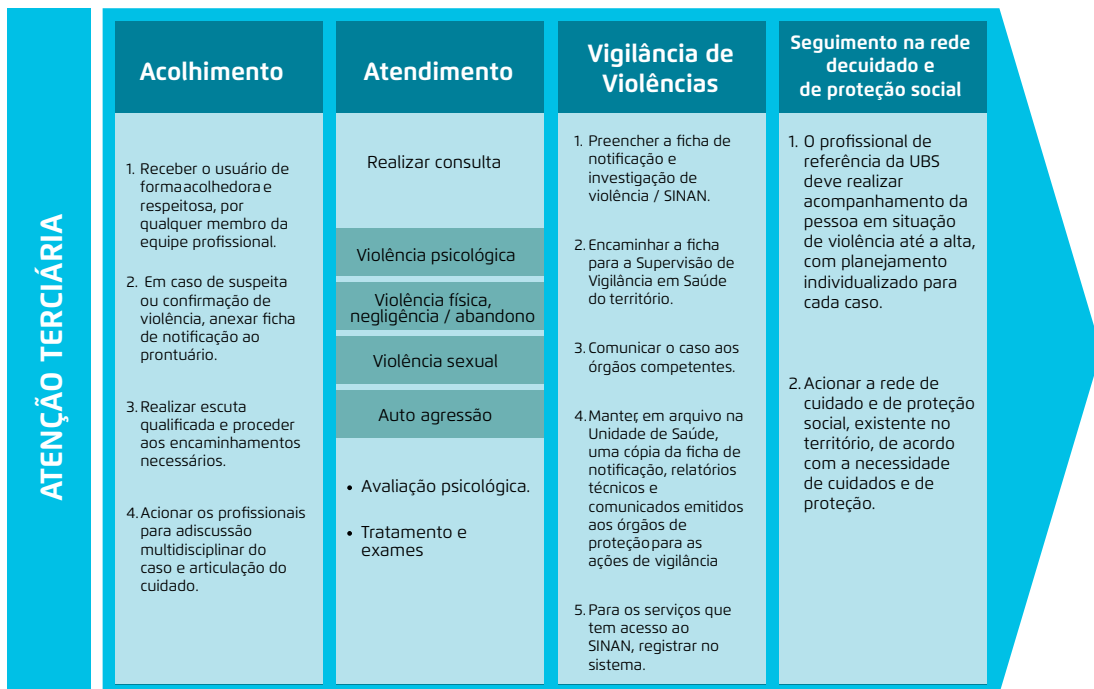 ATENÇÃO TERCIÁRIA
Acolhimento
1. Receber o usuário de
forma acolhedora e
respeitosa, por
qualquer membro da
equipe profissional.
2. Em caso de suspeita
ou confirmação de
violência, anexar ficha
de notificação ao
prontuário.
3. Realizar escuta
qualificada e proceder
aos encaminhamentos
necessários.
4. Acionar os profissionais
para adiscussão
multidisciplinar do
caso e articulação do
cuidado.
Atendimento
Realizar consulta
Violência psicológica
Violência física,
negligência / abandono
Violência sexual
Auto agressão
• Avaliação psicológica.
• Tratamento e
exames
Vigilância de
Violências
1. Preencher a ficha de
notificação e
investigação de
violência / SINAN.
2. Encaminhar a ficha
para a Supervisão de
Vigilância em Saúde
do território.
3. Comunicar o caso aos
órgãos competentes.
4. Manter, em arquivo na
Unidade de Saúde,
uma cópia da ficha de
notificação, relatórios
técnicos e
comunicados emitidos
aos órgãos de
proteção para as
ações de vigilância
5. Para os serviços que
tem acesso ao
SINAN, registrar no
sistema.
Seguimento na rede
decuidado e
de proteção social
1. O profissional de
referência da UBS
deve realizar
acompanhamento da
pessoa em situação
de violência até a alta,
com planejamento
individualizado para
cada caso.
2. Acionar a rede de
cuidado e de proteção
social, existente no
território, de acordo
com a necessidade
de cuidados e de
proteção.